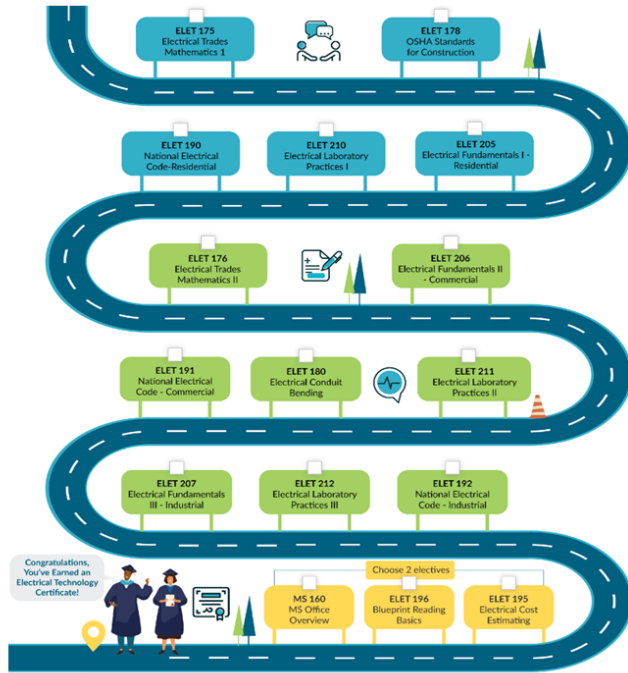 ELET 175
Electrical Trades
Mathematics 1
ELET 178
OSHA Standards
for Construction
ELET 190
National Electrical
Code-Residential
ELET 210
Electrical Laboratory
Practices I
ELET 205
Electrical Fundamentals I -
Residential
ELET 176
Electrical Trades
Mathematics II
ELET 206
Electrical Fundamentals II
- Commercial
ELET 191
National Electrical
Code - Commercial
ELET 180
Electrical Conduit
Bending
ELET 211
Electrical Laboratory
Practices II
ELET 207
Electrical Fundamentals
III - Industrial
ELET 212
Electrical Laboratory
Practices III
ELET 192
National Electrical
Code - Industrial
Congratulations,
You've Earned an
Electrical Technology
Certificate!
Choose 2 electives
MS 160
MS Office
Overview
ELET 196
Blueprint Reading
Basics
ELET 195
Electrical Cost
Estimating